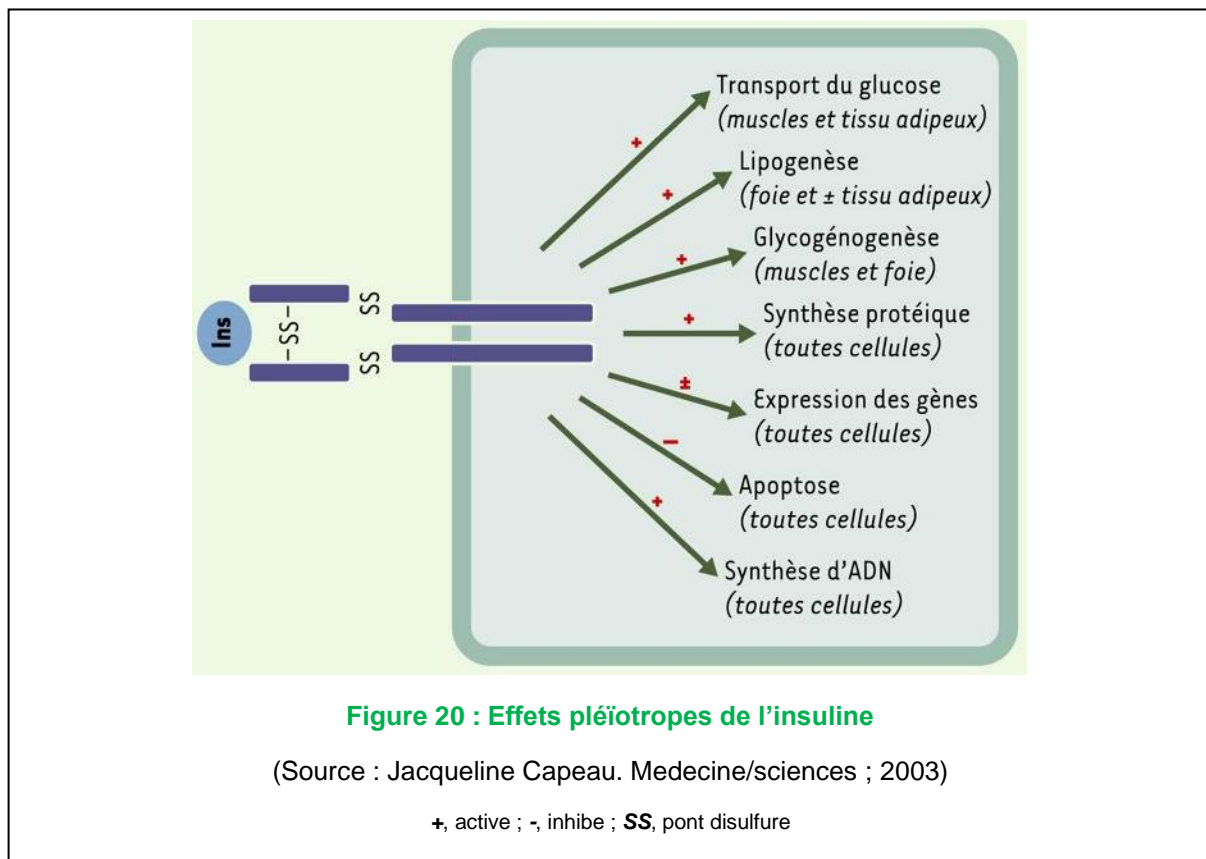 Transport du glucose
(muscles et tissu adipeux)
+
Lipogenèse
(foie et ± tissu adipeux)
+
Glycogénogenèse
(muscles et foie)
+
Synthèse protéique
(toutes cellules)
+
Expression des gènes
(toutes cellules)
±
Apoptose
(toutes cellules)
−
Synthèse d'ADN
(toutes cellules)
+
Ins
-SS-
SS
SS
Figure 20 : Effets pléïotropes de l’insuline
(Source : Jacqueline Capeau. Medecine/sciences ; 2003)
+, active ; -, inhibe ; SS, pont disulfure